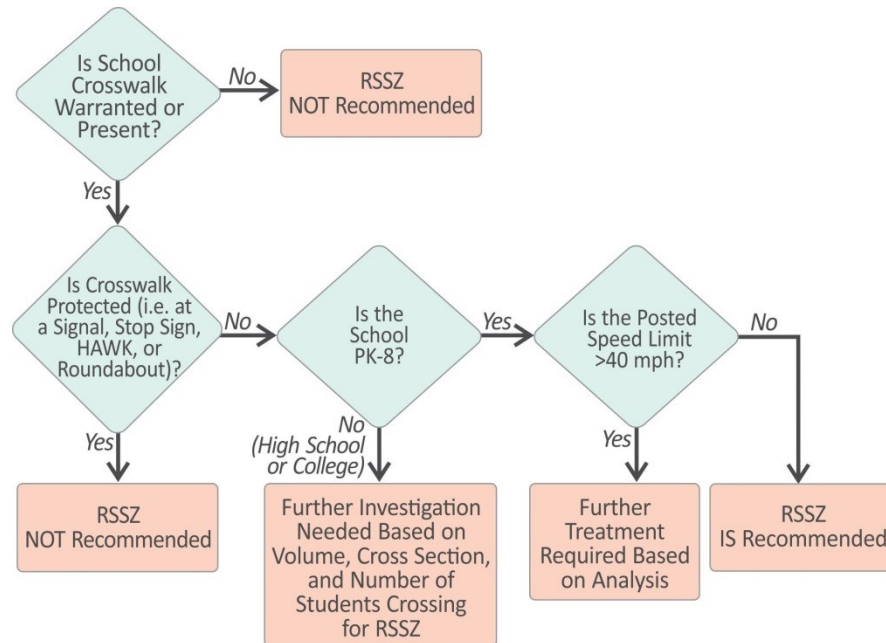 Is School
Crosswalk
Warranted or
Present?
No
RSSZ
NOT Recommended
Yes
Is Crosswalk
Protected (i.e. at
a Signal, Stop Sign,
HAWK, or
Roundabout)?
No
Is the
School
PK-8?
Yes
Is the Posted
Speed Limit
>40 mph?
No
Yes
No
(High School
or College)
Yes
RSSZ
NOT Recommended
Further Investigation
Needed Based on
Volume, Cross Section,
and Number of
Students Crossing
for RSSZ
Further
Treatment
Required Based
on Analysis
RSSZ
IS Recommended